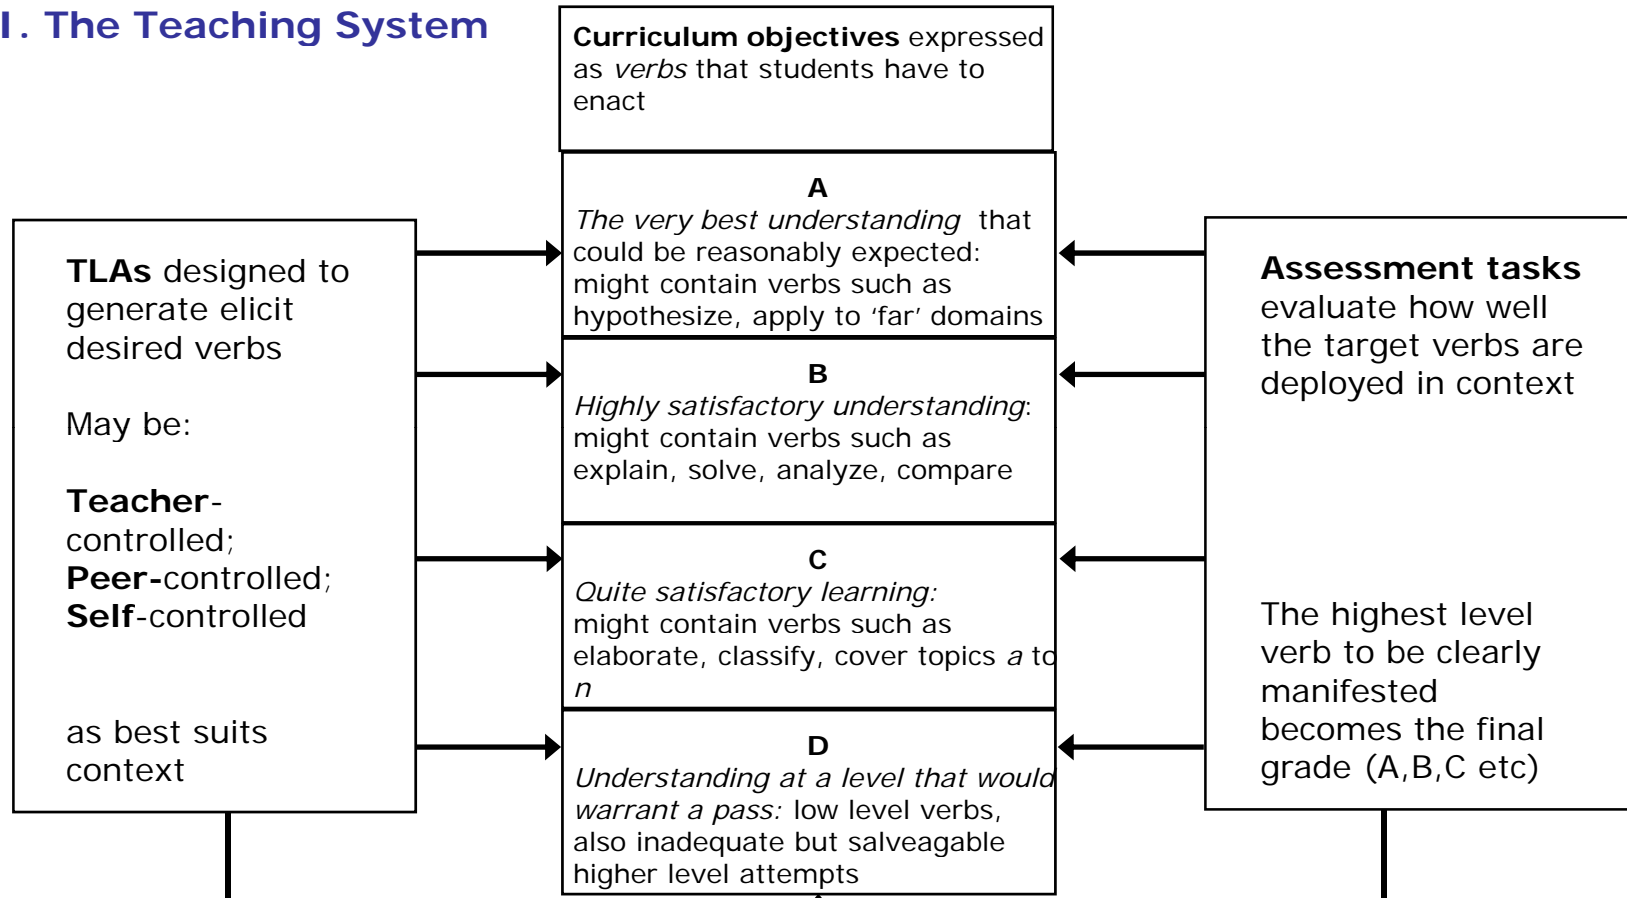 1. The Teaching System
Curriculum objectives expressed
as verbs that students have to
enact
A
The very best understanding that
could be reasonably expected:
might contain verbs such as
hypothesize, apply to ‘far’ domains
B
Highly satisfactory understanding:
might contain verbs such as
explain, solve, analyze, compare
C
Quite satisfactory learning:
might contain verbs such as
elaborate, classify, cover topics a to
n
D
Understanding at a level that would
warrant a pass: low level verbs,
also inadequate but salveagable
higher level attempts
TLAs designed to
generate elicit
desired verbs
May be:
Teacher-
controlled;
Peer-controlled;
Self-controlled
as best suits
context
Assessment tasks
evaluate how well
the target verbs are
deployed in context
The highest level
verb to be clearly
manifested
becomes the final
grade (A,B,C etc)